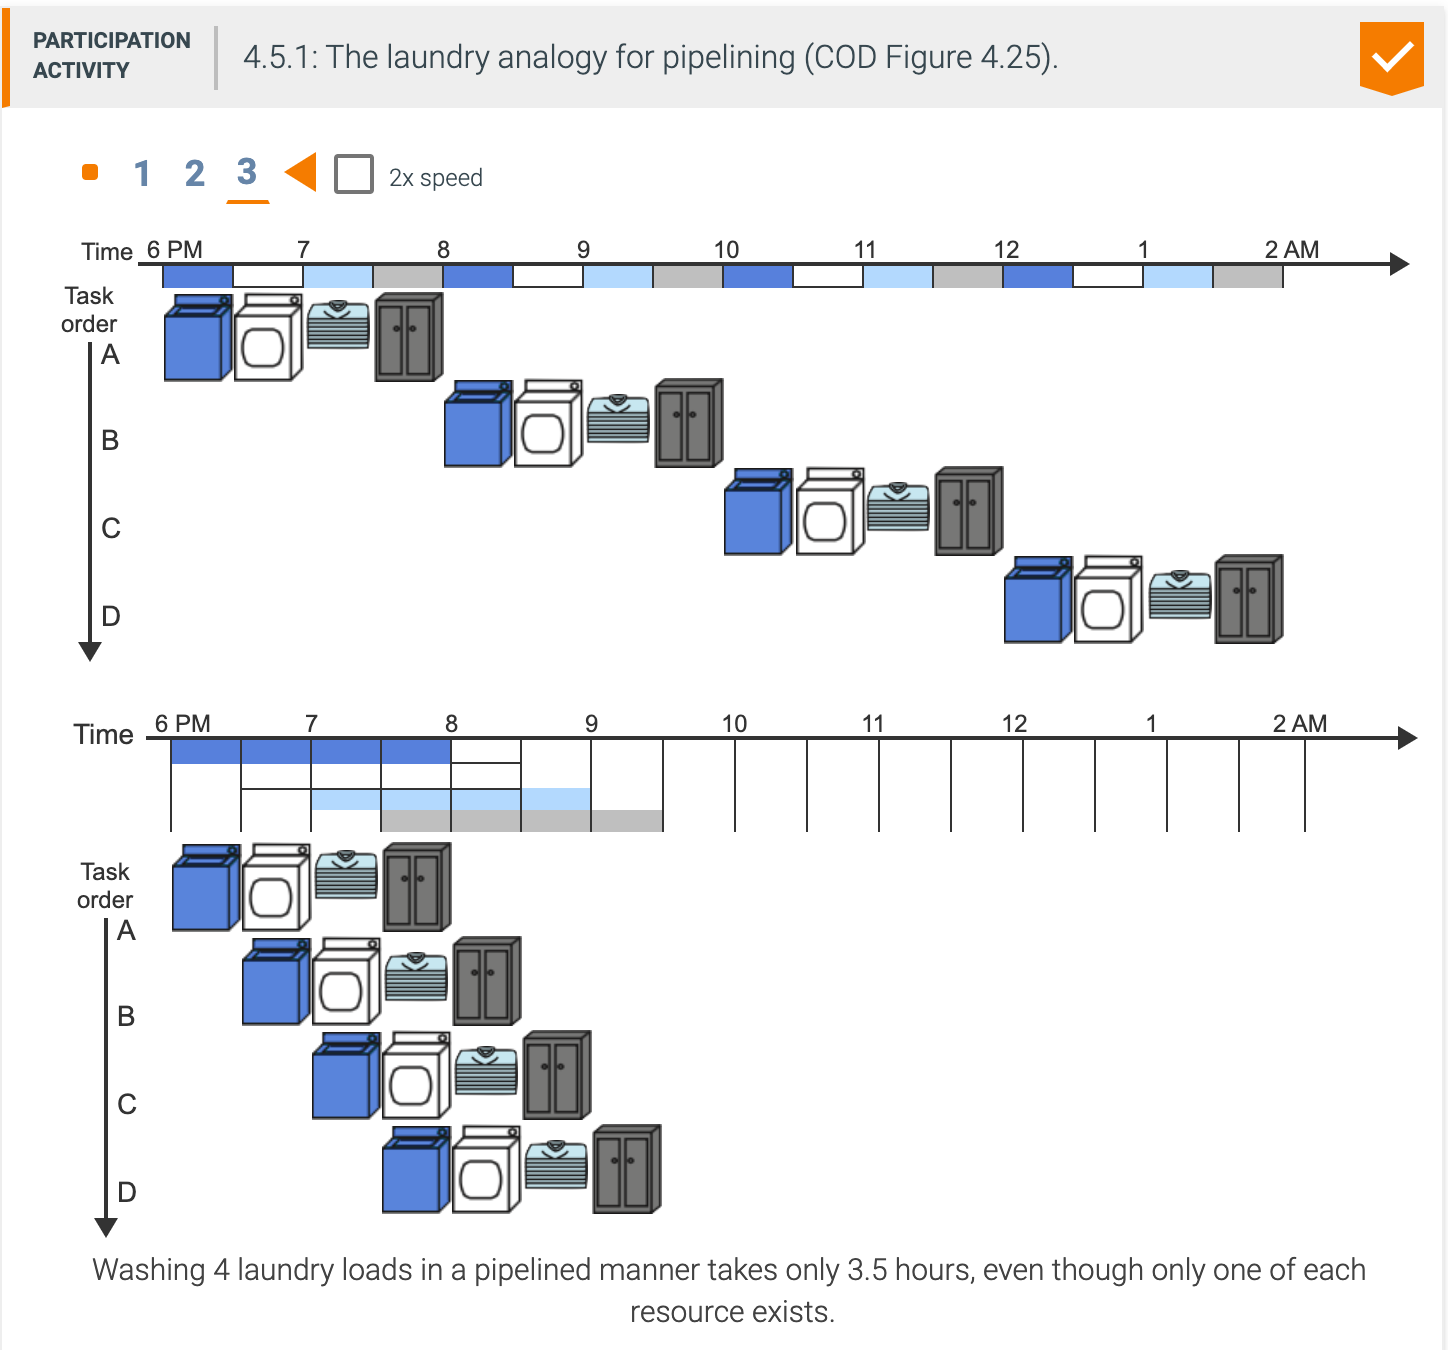 PARTICIPATION
ACTIVITY
4.5.1: The laundry analogy for pipelining (COD Figure 4.25).
1 2 3 2x speed
Time 6 PM 7 8 9 10 11 12 1 2 AM
Task
order
A
B
C
D
Time 6 PM 7 8 9 10 11 12 1 2 AM
Task
order
A
B
C
D
Washing 4 laundry loads in a pipelined manner takes only 3.5 hours, even though only one of each
resource exists.